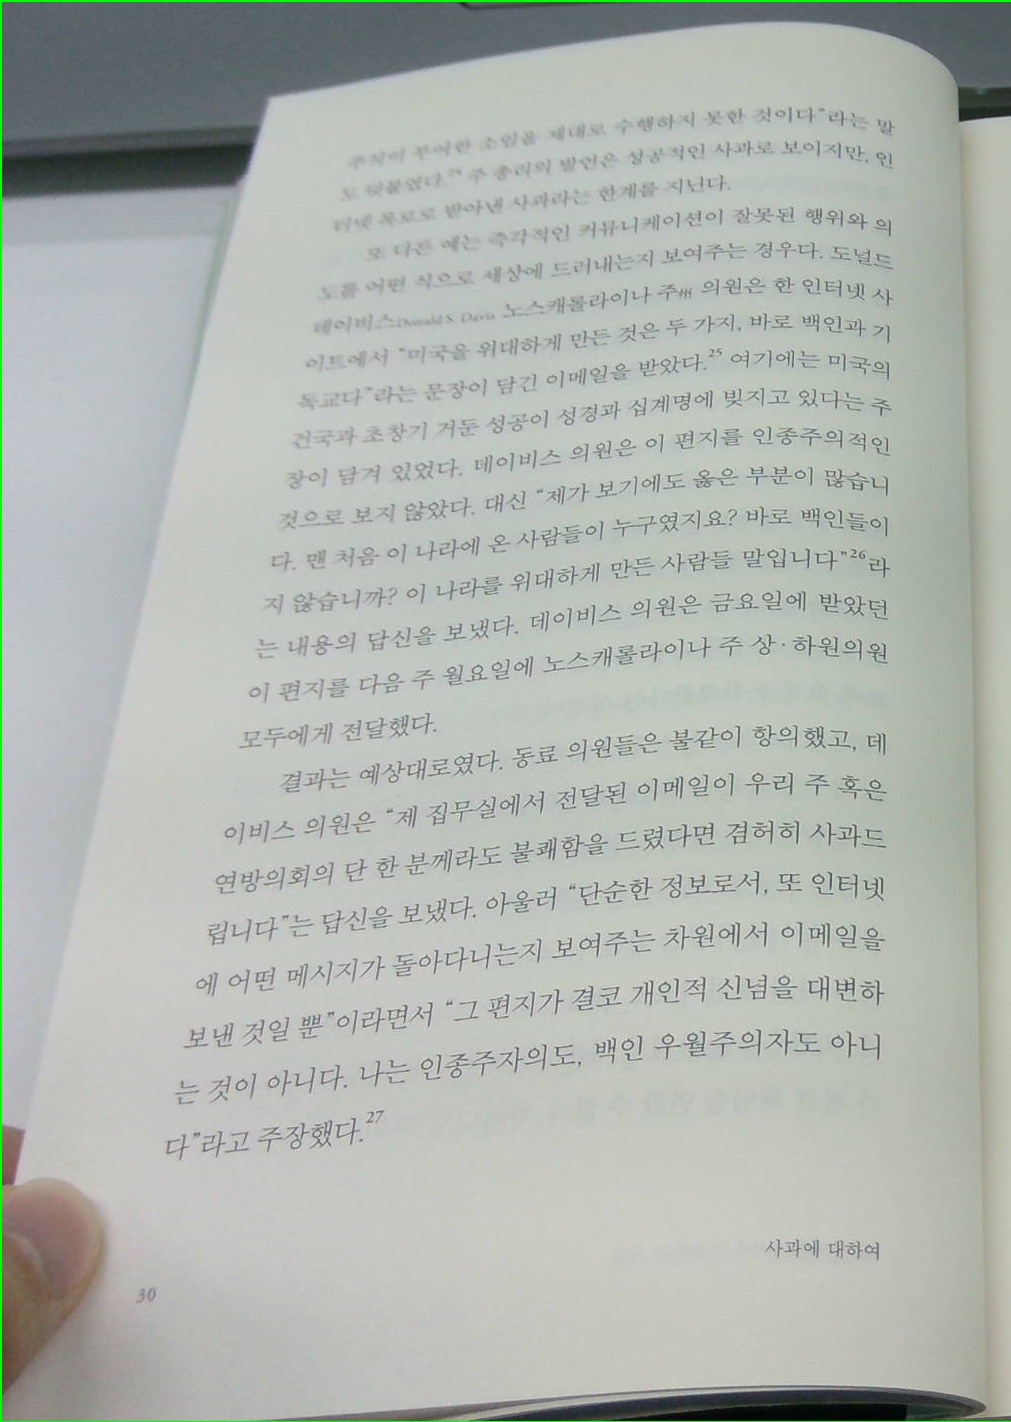 부여한 소임을 제대로 수행하지 못한 것이다”라는 말
도 덧붙였다.²⁴ 주 총리의 발언은 성공적인 사과로 보이지만, 인
터넷 폭로로 받아낸 사과라는 한계를 지닌다.
또 다른 예는 즉각적인 커뮤니케이션이 잘못된 행위와 의
도를 어떤 식으로 세상에 드러내는지 보여주는 경우다. 도널드
데이비스Donald S. Davis 노스캐롤라이나 주州 의원은 한 인터넷 사
이트에서 “미국을 위대하게 만든 것은 두 가지, 바로 백인과 기
독교다”라는 문장이 담긴 이메일을 받았다.²⁵ 여기에는 미국의
건국과 초창기 거둔 성공이 성경과 십계명에 빚지고 있다는 주
장이 담겨 있었다. 데이비스 의원은 이 편지를 인종주의적인
것으로 보지 않았다. 대신 “제가 보기에도 옳은 부분이 많습니
다. 맨 처음 이 나라에 온 사람들이 누구였지요? 바로 백인들이
지 않습니까? 이 나라를 위대하게 만든 사람들 말입니다”²⁶라
는 내용의 답신을 보냈다. 데이비스 의원은 금요일에 받았던
이 편지를 다음 주 월요일에 노스캐롤라이나 주 상·하원의원
모두에게 전달했다.
결과는 예상대로였다. 동료 의원들은 불같이 항의했고, 데
이비스 의원은 “제 집무실에서 전달된 이메일이 우리 주 혹은
연방의회의 단 한 분께라도 불쾌함을 드렸다면 겸허히 사과드
립니다”는 답신을 보냈다. 아울러 “단순한 정보로서, 또 인터넷
에 어떤 메시지가 돌아다니는지 보여주는 차원에서 이메일을
보낸 것일 뿐”이라면서 “그 편지가 결코 개인적 신념을 대변하
는 것이 아니다. 나는 인종주자의도, 백인 우월주의자도 아니
다”라고 주장했다.²⁷
사과에 대하여
30